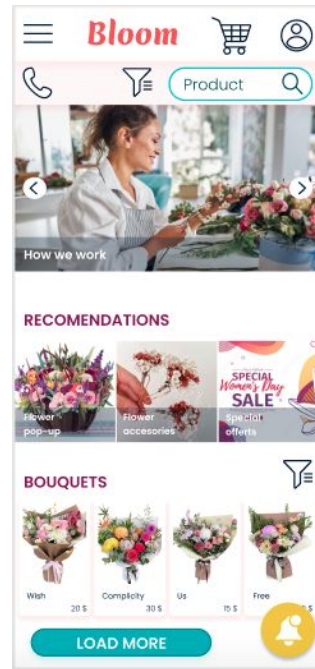 Bloom
Product
How we work
RECOMENDATIONS
Flower
pop-up
Flower
accesories
SPECIAL
Women's Day
SALE
Special
offerts
BOUQUETS
Wish
20 $
Complicity
30 $
Us
15 $
Free
$
LOAD MORE